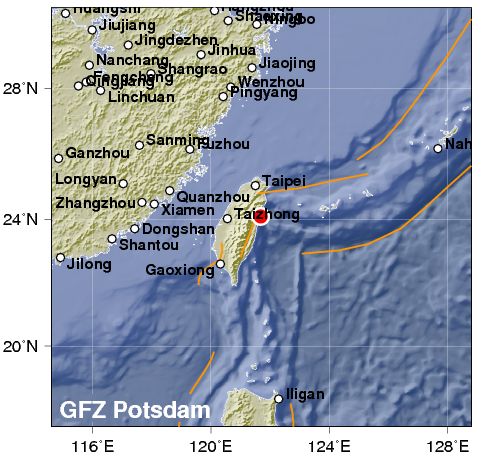 Huangshi
Hangzhou
Shaoxing
Ningbo
Jiujiang
Jingdezhen
Jinhua
Nanchang
Shangrao
Jiaojing
28°N
Fengcheng
Wenzhou
Pingyang
Linchuan
Sanming
Fuzhou
Ganzhou
Nah
Longyan
Taipei
Quanzhou
Zhangzhou
Xiamen
Taizhong
24°N
Dongshan
Shantou
Jilong
Gaoxiong
20°N
Iligan
GFZ Potsdam
116°E
120°E
124°E
128°E